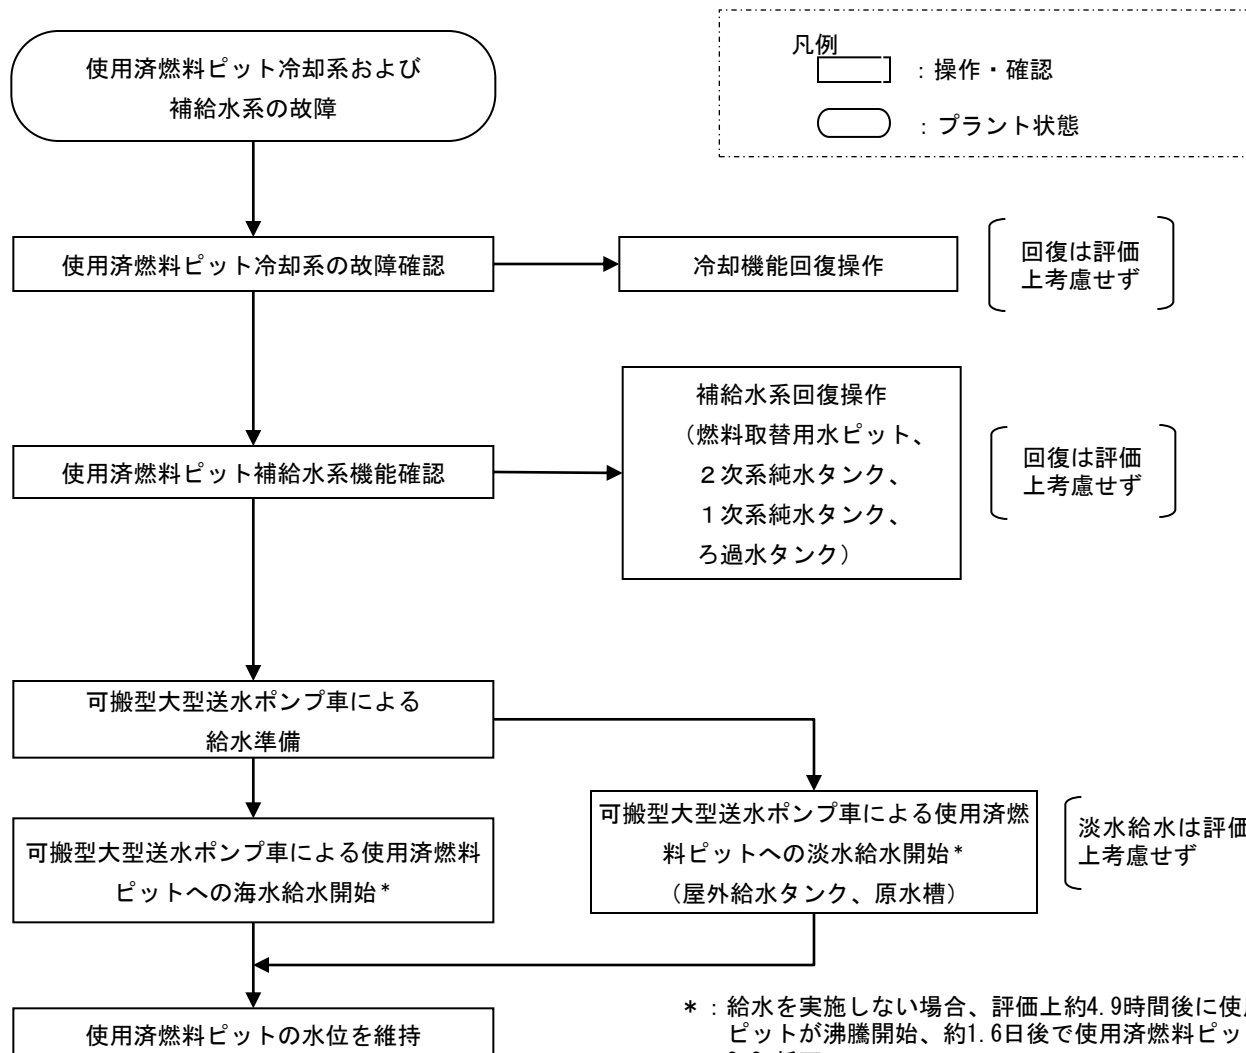 使用済燃料ピット冷却系および
補給水系の故障
凡例
：操作・確認
：プラント状態
使用済燃料ピット冷却系の故障確認
冷却機能回復操作
回復は評価
上考慮せず
使用済燃料ピット補給水系機能確認
補給水系回復操作
（燃料取替用水ピット、
２次系純水タンク、
１次系純水タンク、
ろ過水タンク）
回復は評価
上考慮せず
可搬型大型送水ポンプ車による
給水準備
可搬型大型送水ポンプ車による使用済燃料
ピットへの海水給水開始*
可搬型大型送水ポンプ車による使用済燃
料ピットへの淡水給水開始*
（屋外給水タンク、原水槽）
淡水給水は評価
上考慮せず
使用済燃料ピットの水位を維持
*：給水を実施しない場合、評価上約4.9時間後に使
ピットが沸騰開始、約1.6日後で使用済燃料ピッ